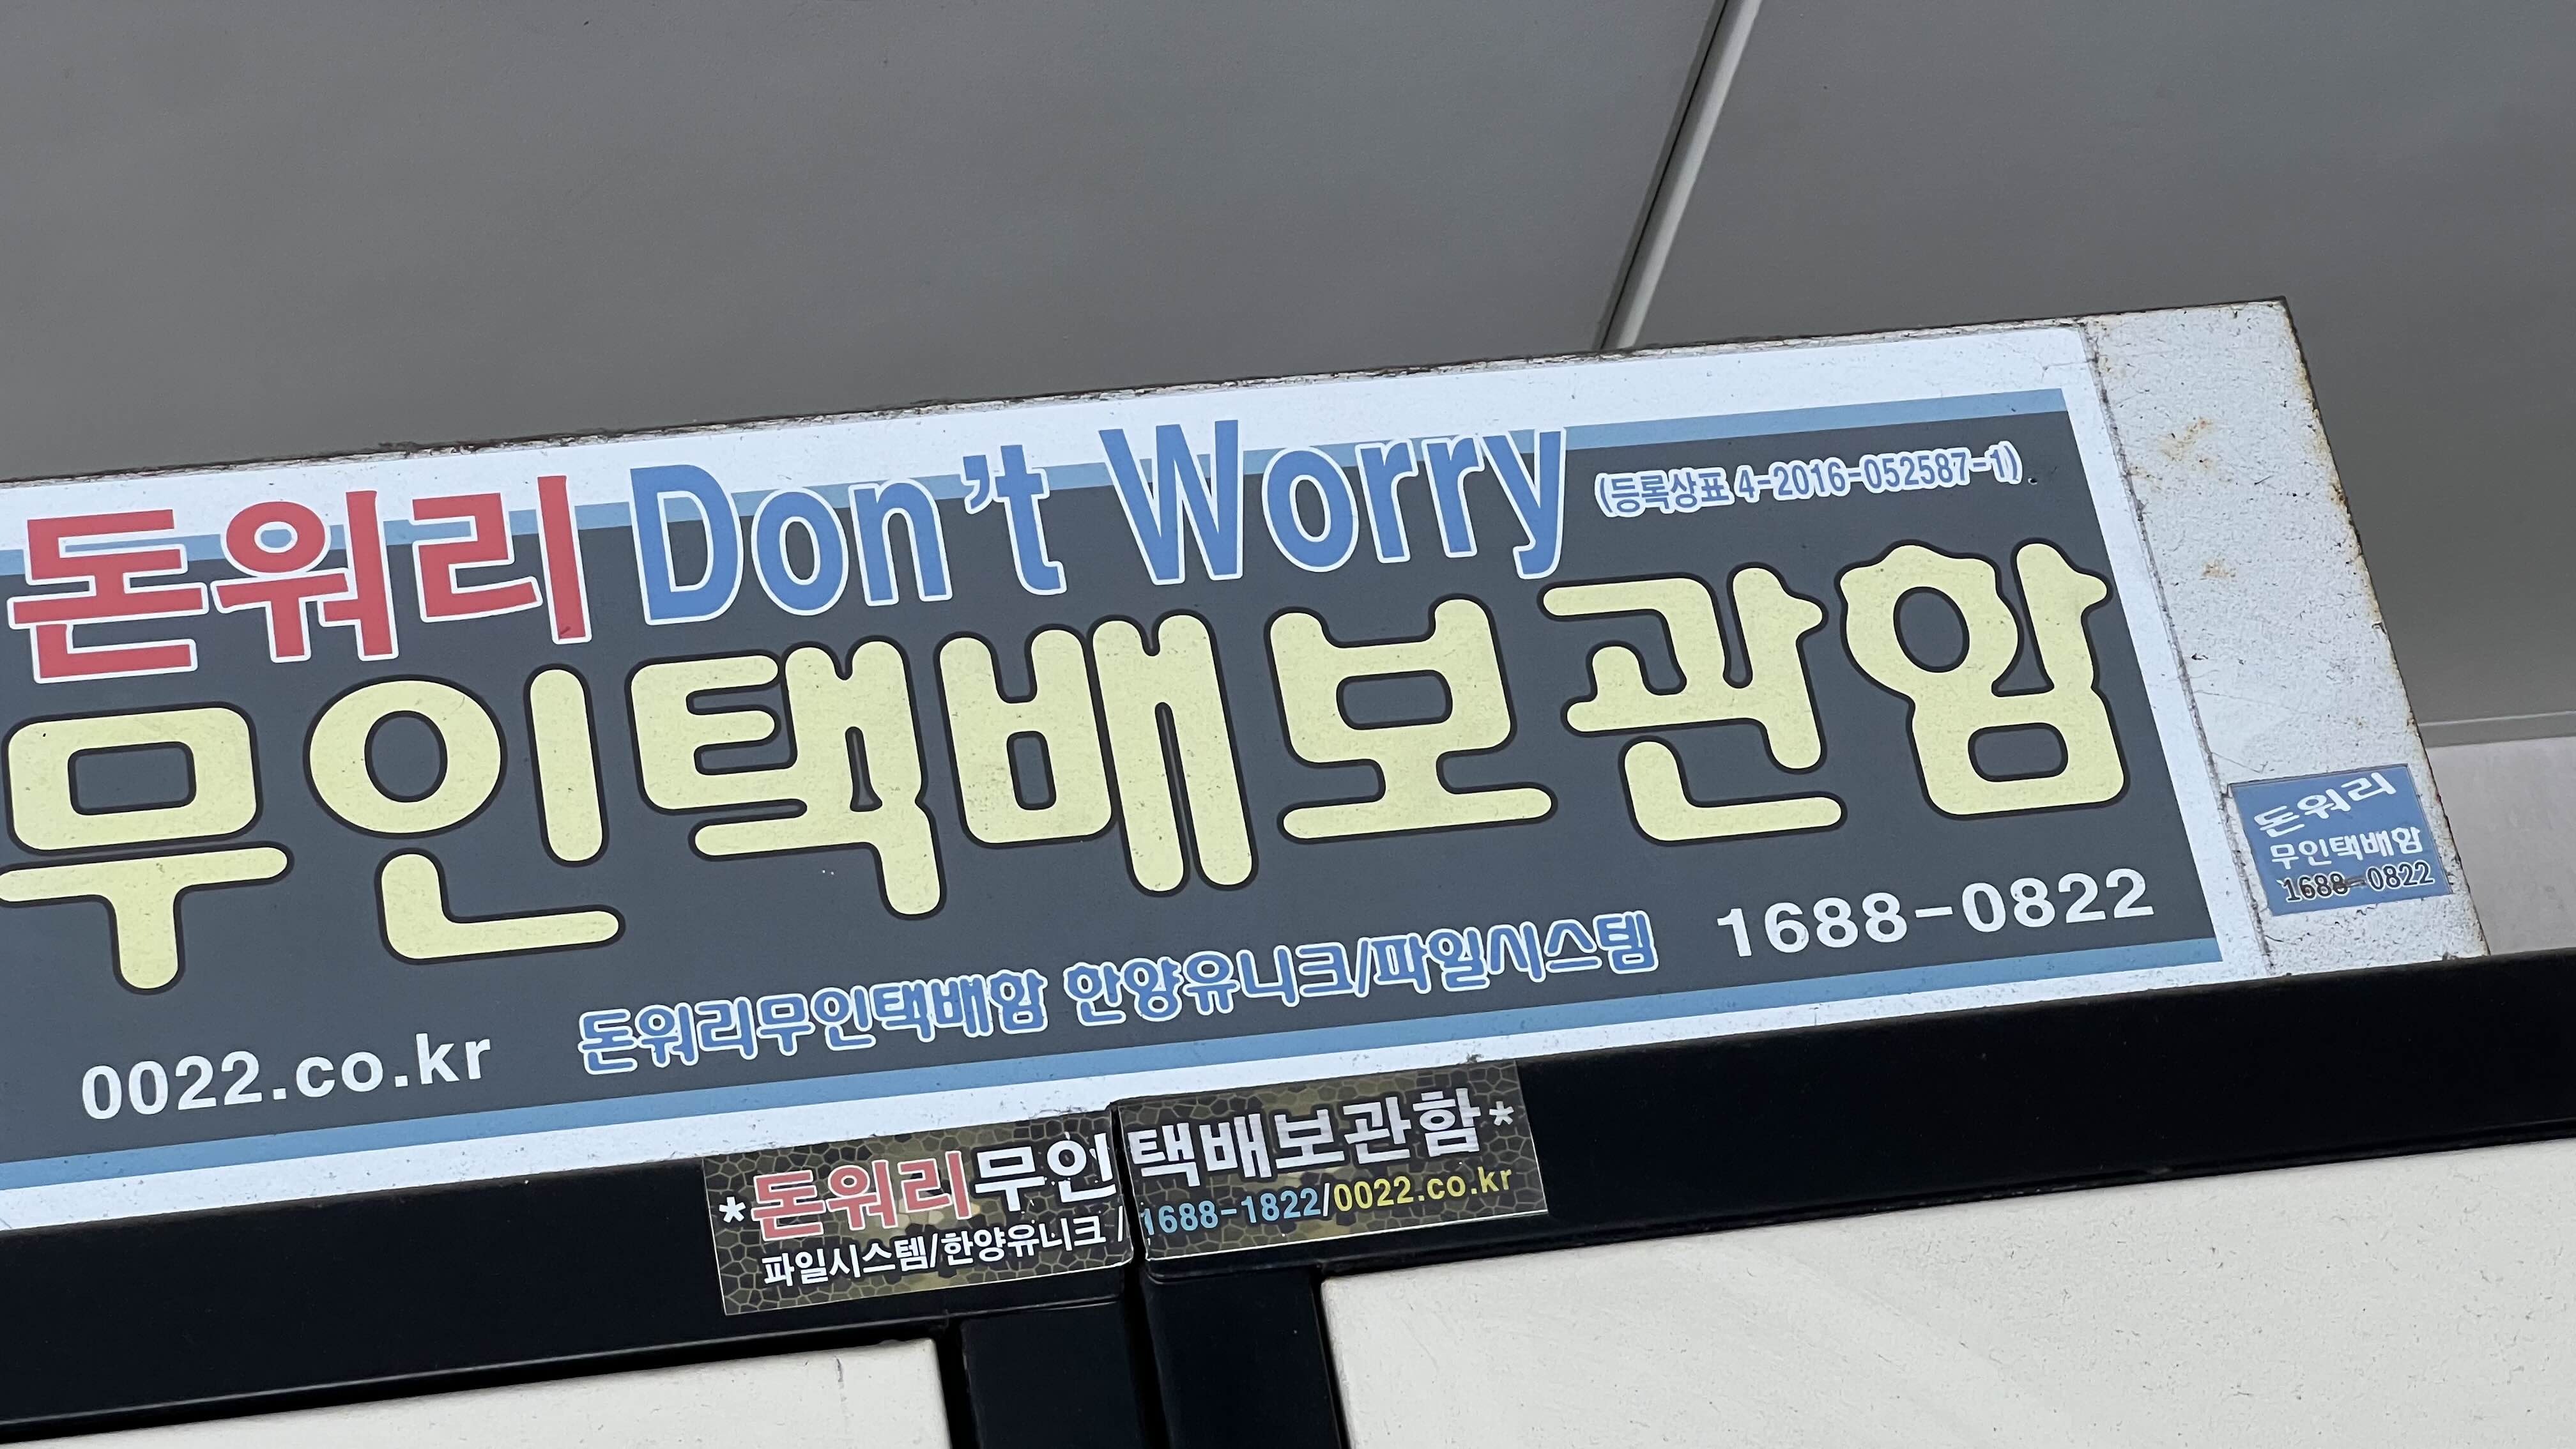 돈워리 Don't Worry (등록상표 4-2016-052587-1)
무인택배보관함
0022.co.kr 돈워리무인택배함 한양유니크/파일시스템 1688-0822
돈워리
무인택배함
1688-0822
*돈워리무인택배보관함*
파일시스템/한양유니크 / 1688-1822/0022.co.kr